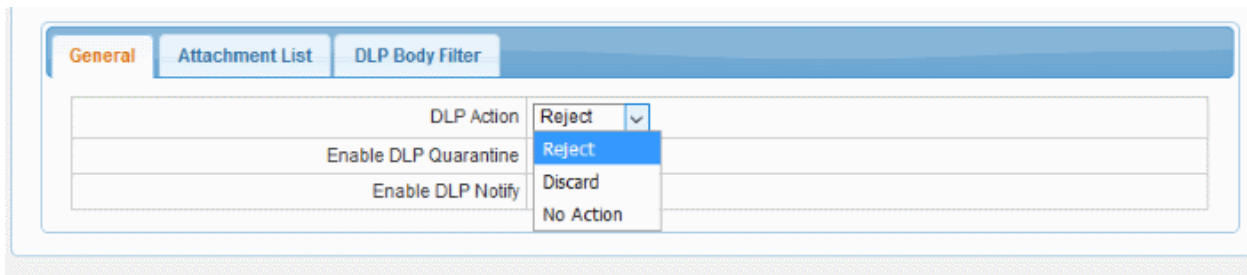 General Attachment List DLP Body Filter
DLP Action Reject
Enable DLP Quarantine Reject
Enable DLP Notify Discard
No Action